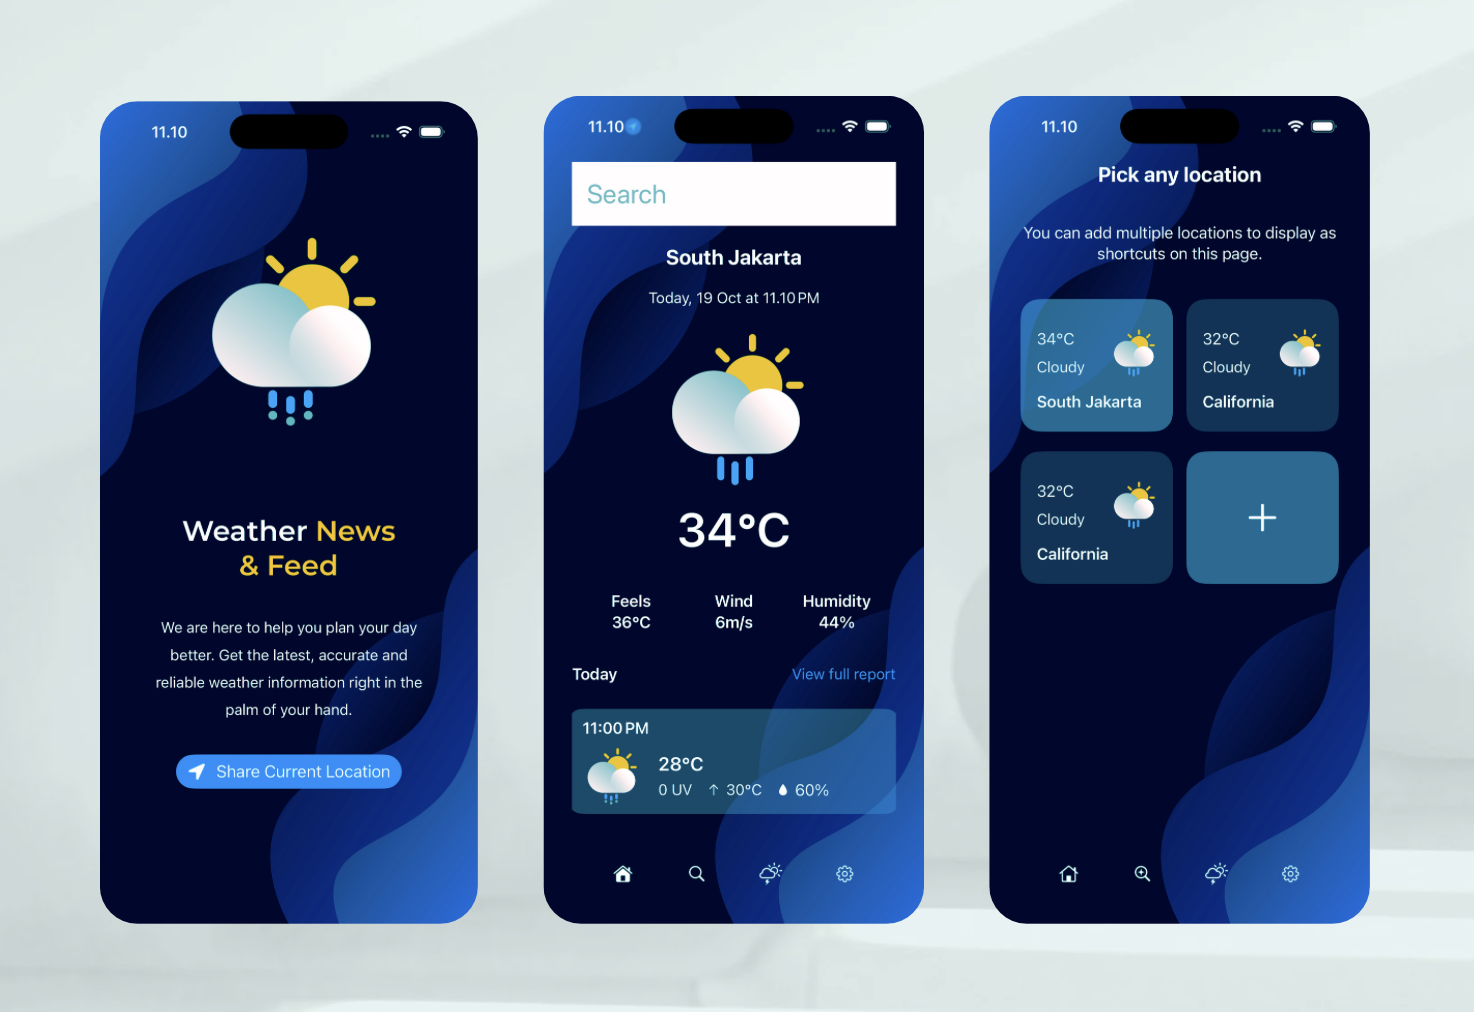 11.10
Weather News
& Feed
We are here to help you plan your day
better. Get the latest, accurate and
reliable weather information right in the
palm of your hand.
Share Current Location
11.10
Search
South Jakarta
Today, 19 Oct at 11.10 PM
34°C
Feels Wind Humidity
36°C 6m/s 44%
Today View full report
11:00 PM
28°C
0 UV ↑ 30°C 60%
11.10
Pick any location
You can add multiple locations to display as
shortcuts on this page.
34°C
Cloudy
South Jakarta
32°C
Cloudy
California
32°C
Cloudy
California
+